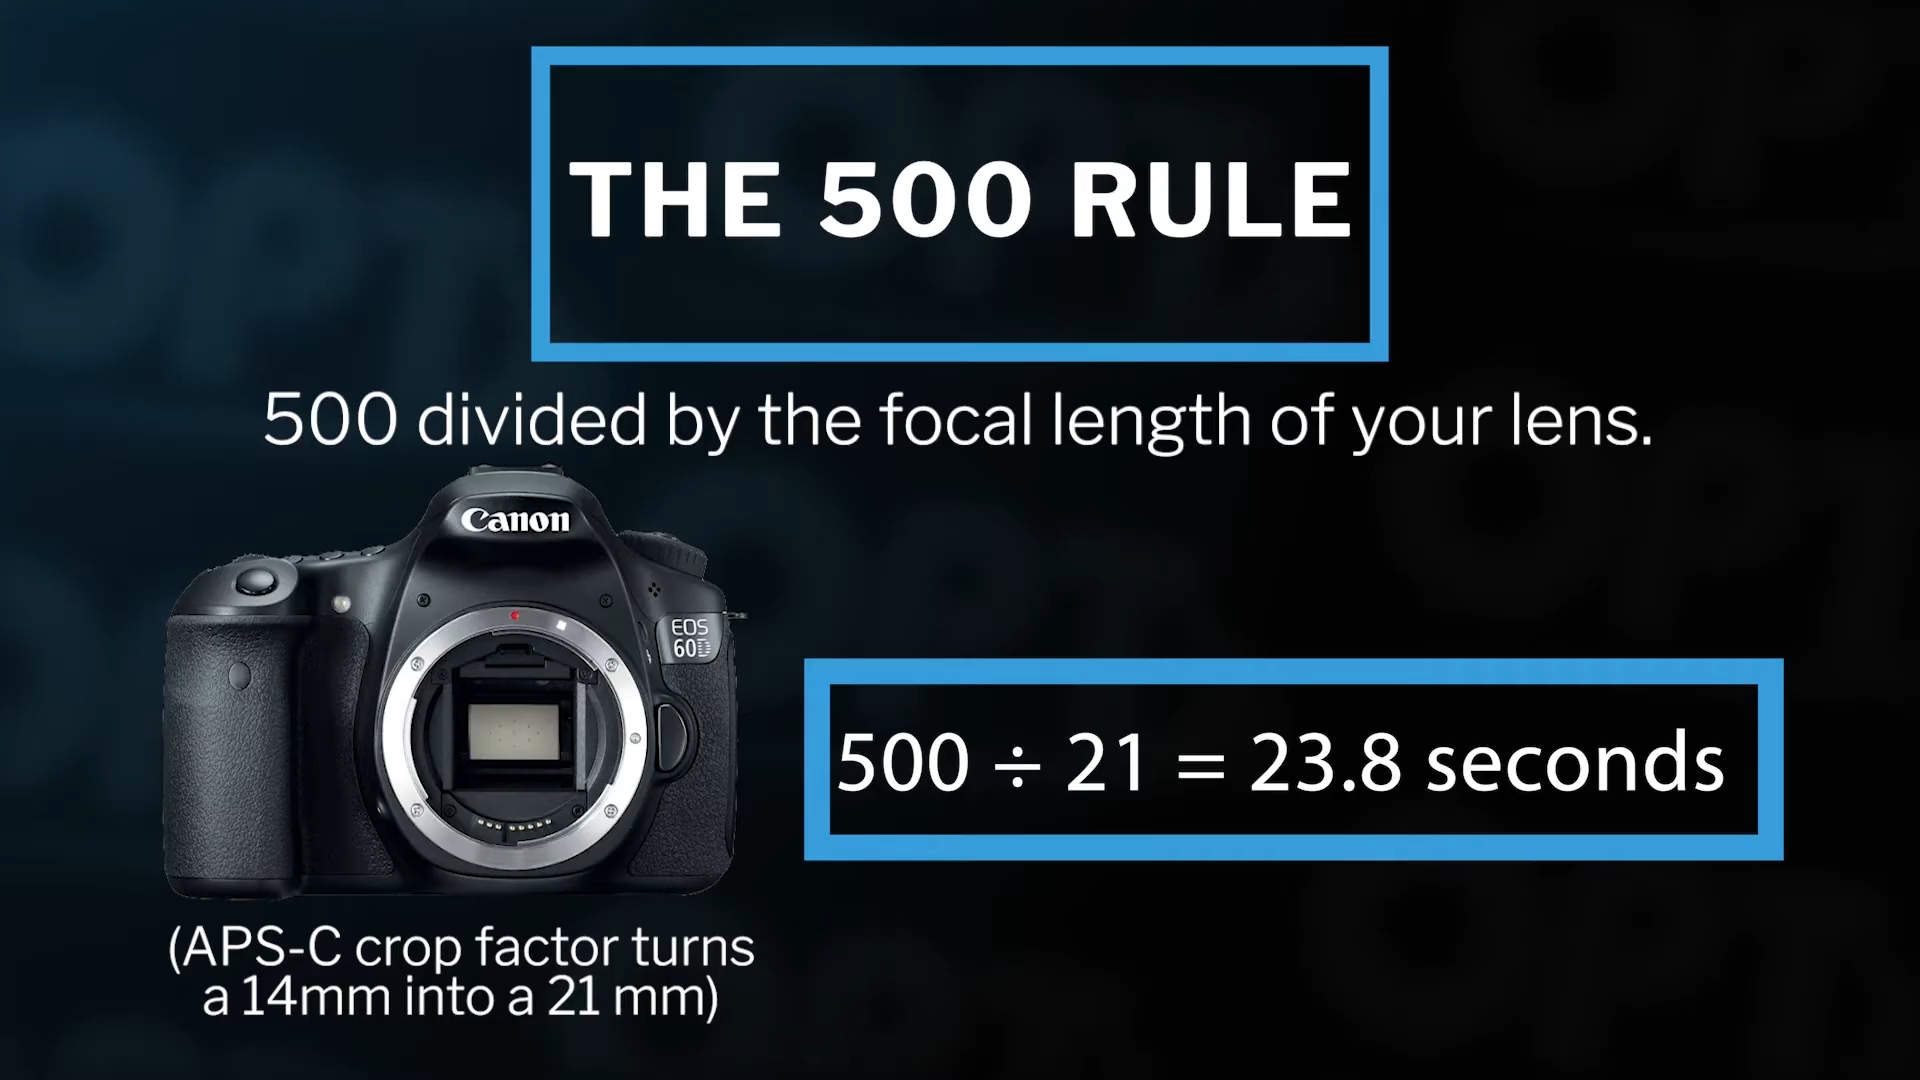 THE 500 RULE
500 divided by the focal length of your lens.
Canon
EOS
60D
500 ÷ 21 = 23.8 seconds
(APS-C crop factor turns
a 14mm into a 21 mm)